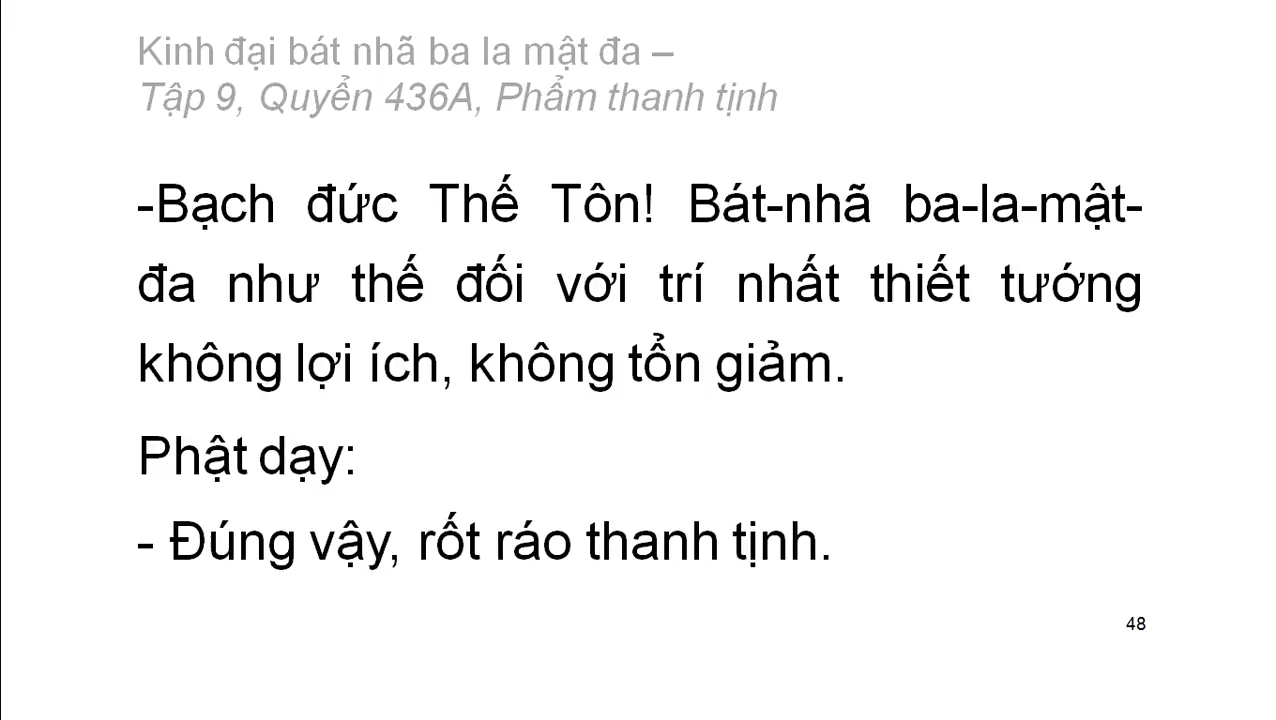 Kinh đại bát nhã ba la mật đa –
Tập 9, Quyển 436A, Phẩm thanh tịnh
-Bạch đức Thế Tôn! Bát-nhã ba-la-mật-
đa như thế đối với trí nhất thiết tướng
không lợi ích, không tổn giảm.
Phật dạy:
- Đúng vậy, rốt ráo thanh tịnh.
48